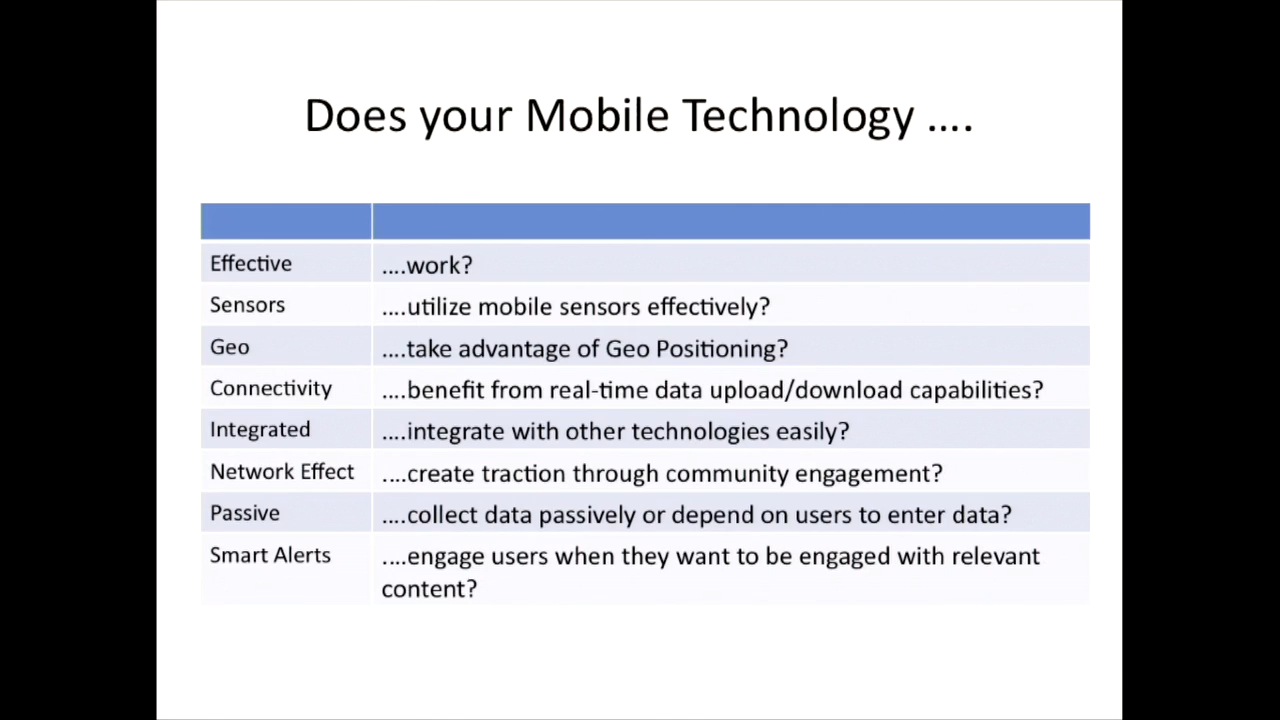 Does your Mobile Technology ....
Effective ....work?
Sensors ....utilize mobile sensors effectively?
Geo ....take advantage of Geo Positioning?
Connectivity ....benefit from real-time data upload/download capabilities?
Integrated ....integrate with other technologies easily?
Network Effect ....create traction through community engagement?
Passive ....collect data passively or depend on users to enter data?
Smart Alerts ....engage users when they want to be engaged with relevant
content?